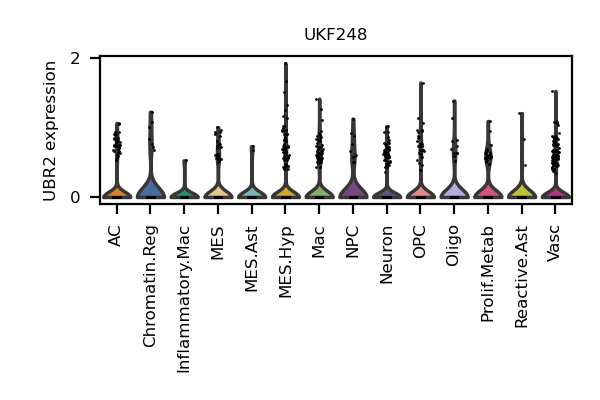 UKF248
UBR2 expression
2
0
AC
Chromatin.Reg
Inflammatory.Mac
MES
MES.Ast
MES.Hyp
Mac
NPC
Neuron
OPC
Oligo
Prolif.Metab
Reactive.Ast
Vasc